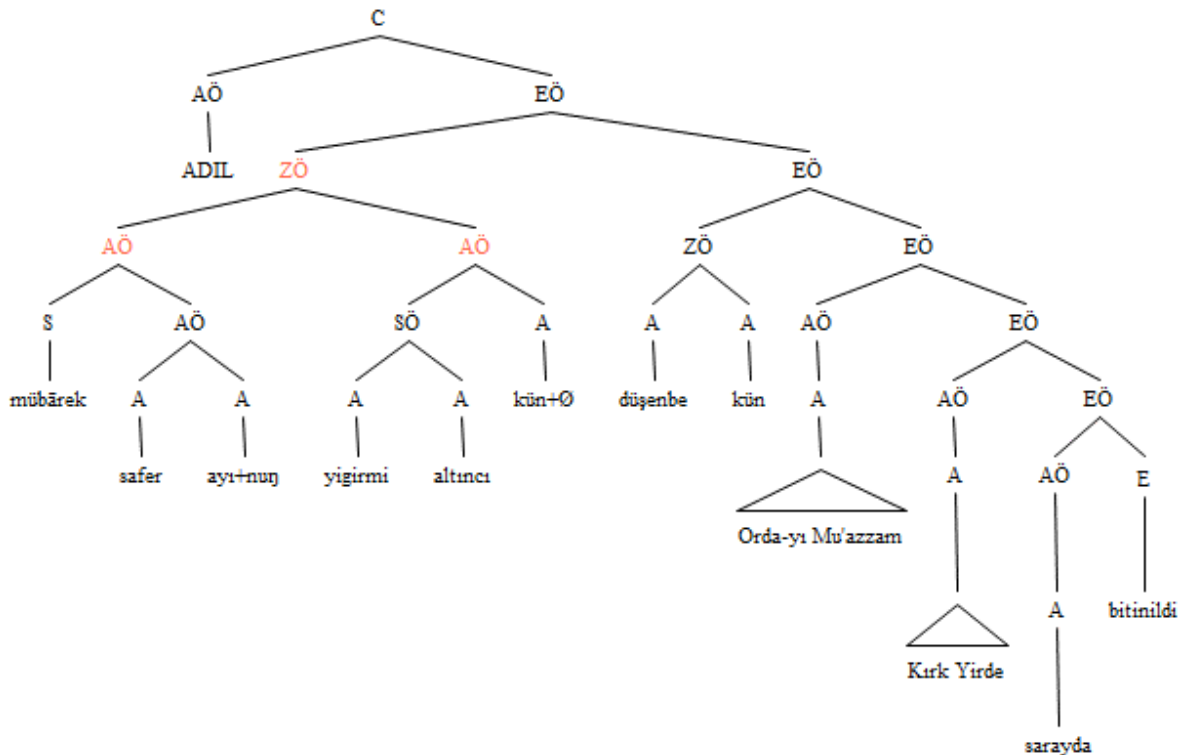 C
AÖ EÖ
ADIL ZÖ EÖ
AÖ AÖ ZÖ EÖ
S AÖ SÖ A A A AÖ EÖ
mübārek A A A A kün+Ø düşenbe kün A AÖ EÖ
safer ayı+nuŋ yigirmi altıncı A AÖ E
Orda-yı Mu'azzam
A bitinildi
Kırk Yirde
sarayda